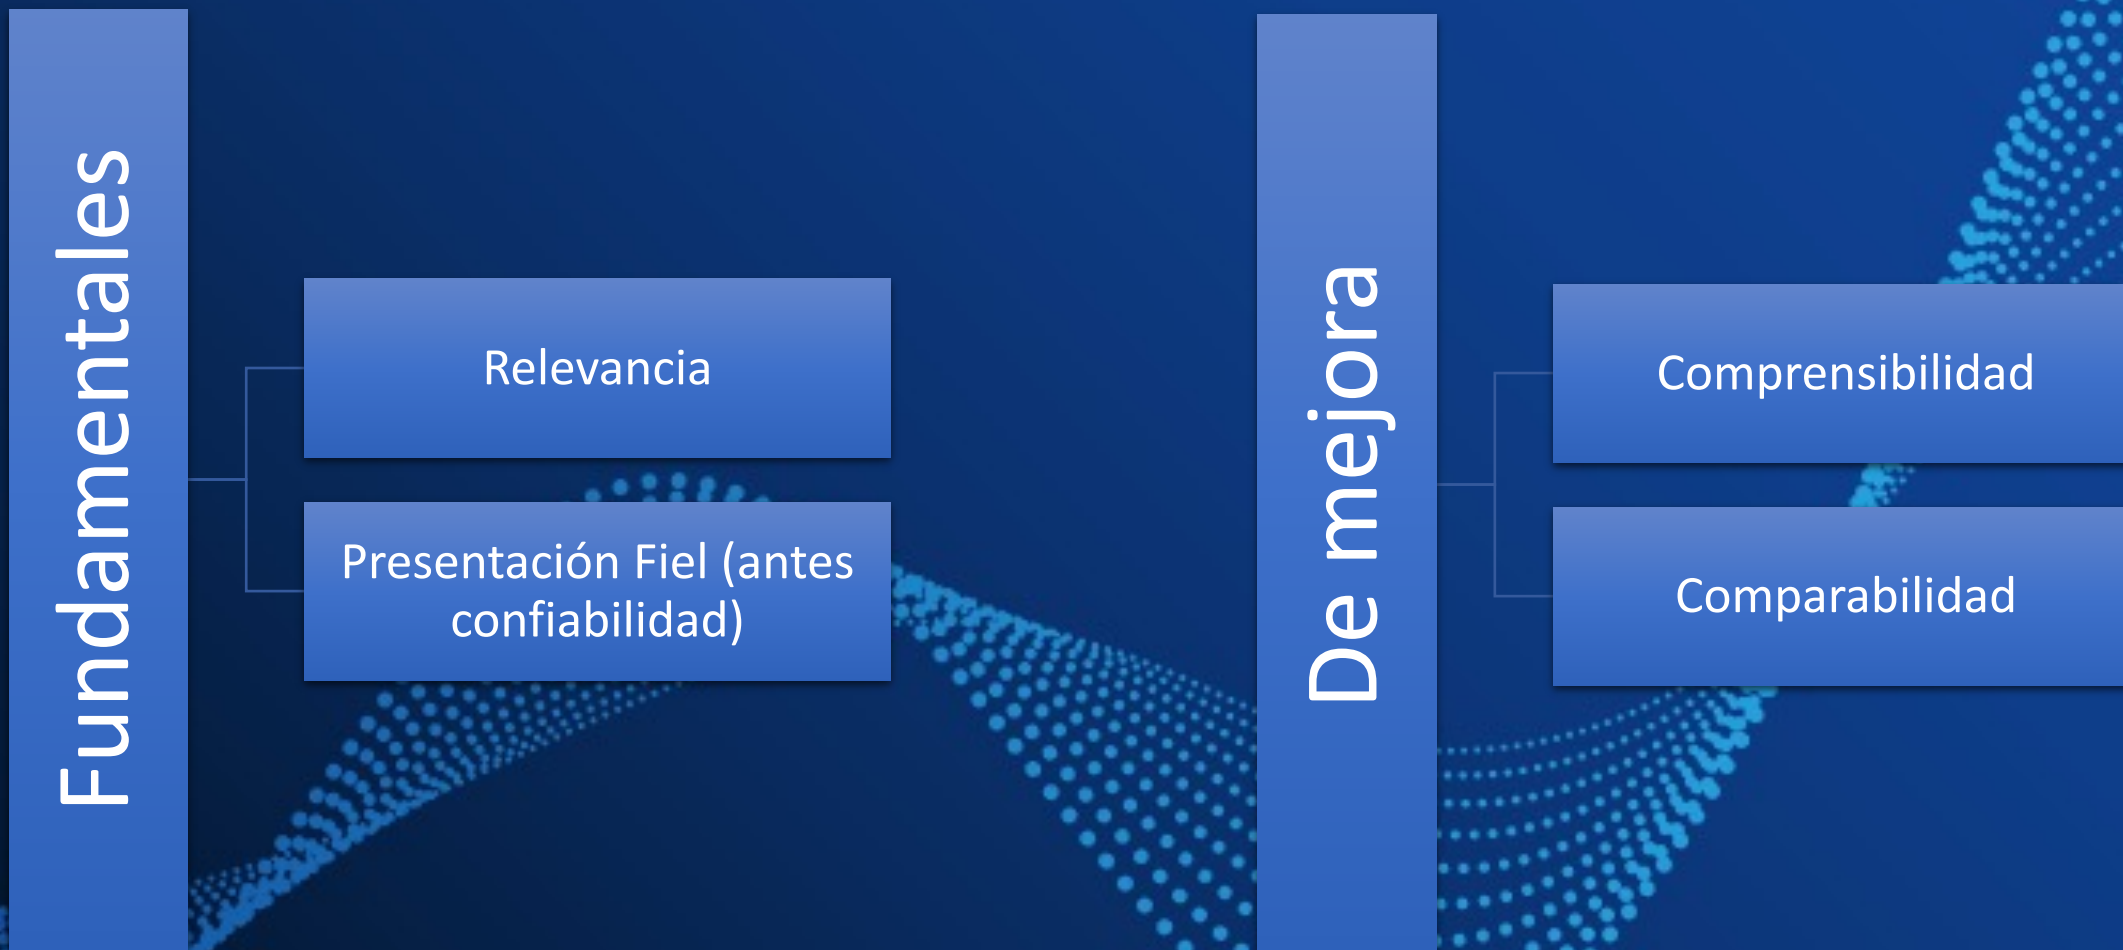 Fundamentales
Relevancia
Presentación Fiel (antes
confiabilidad)
De mejora
Comprensibilidad
Comparabilidad